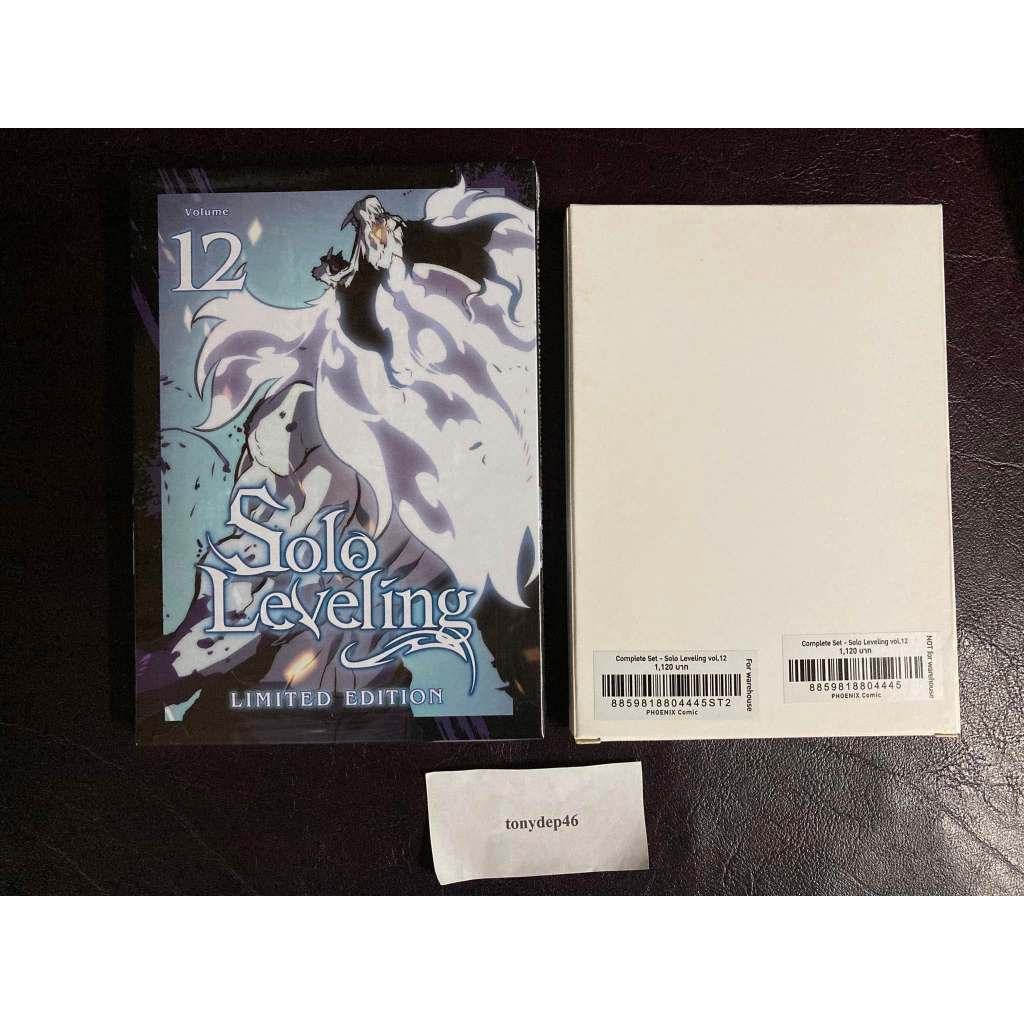 Volume
12
Solo
Leveling
LIMITED EDITION
Complete Set - Solo Leveling vol.12
1,120 บาท
8859818804445ST2
PHOENIX Comic
For warehouse
Complete Set - Solo Leveling vol.12
1,120 บาท
8859818804445
PHOENIX Comic
NOT for warehouse
tonydep46